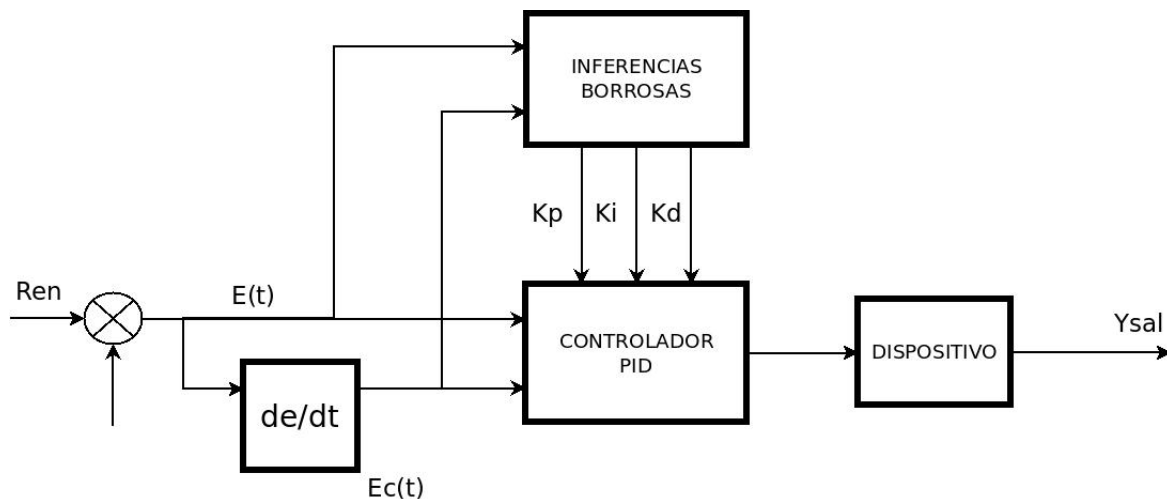 INFERENCIAS
BORROSAS
Kp
Ki
Kd
Ren
E(t)
CONTROLADOR
PID
DISPOSITIVO
Ysal
de/dt
Ec(t)